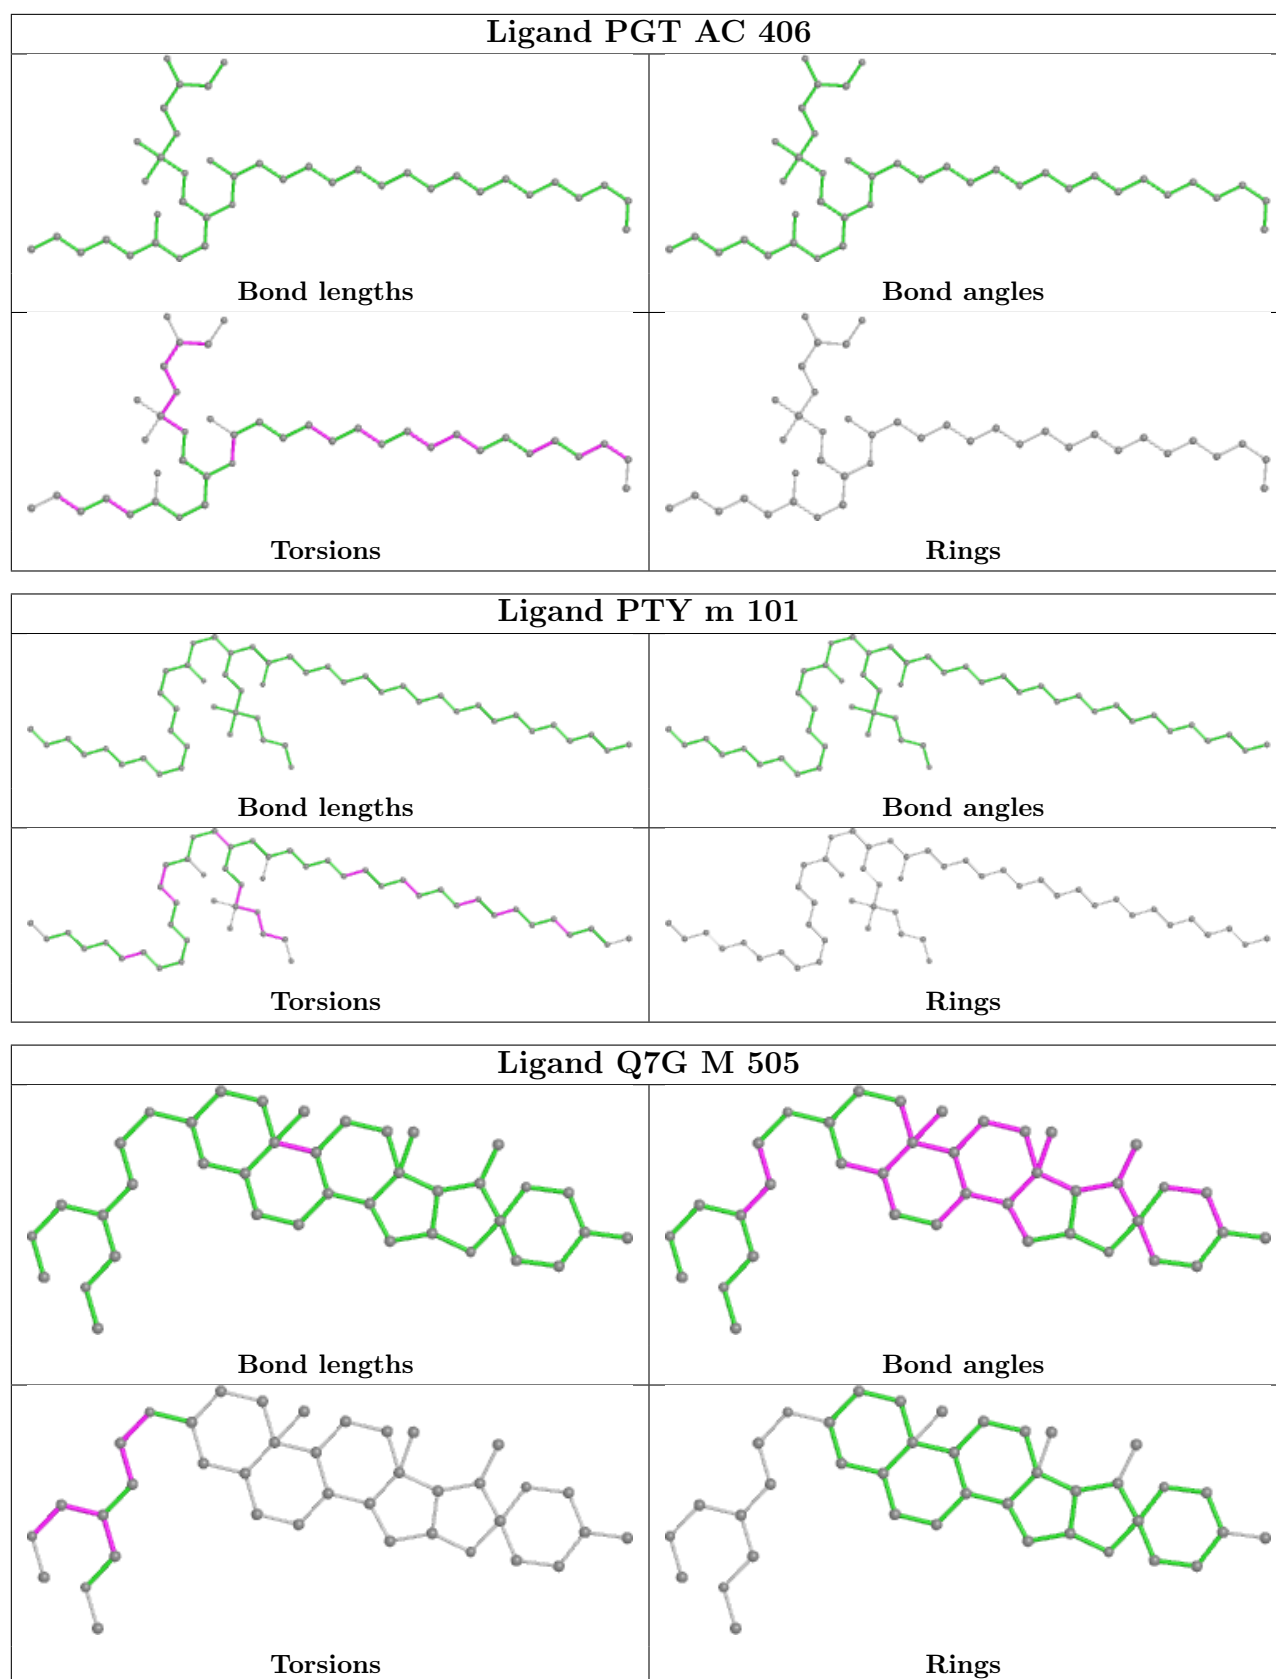 Ligand PGT AC 406
Bond lengths
Bond angles
Torsions
Rings
Ligand PTY m 101
Bond lengths
Bond angles
Torsions
Rings
Ligand Q7G M 505
Bond lengths
Bond angles
Torsions
Rings